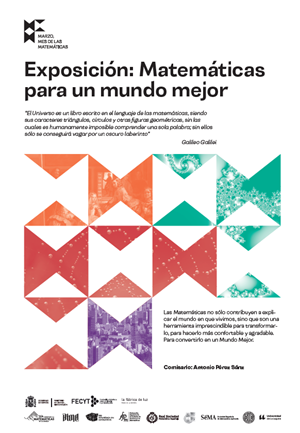 MARZO,
MES DE LAS
MATEMÁTICAS
Exposición: Matemáticas
para un mundo mejor
"El Universo es un libro escrito en el lenguaje de las matemáticas, siendo
sus caracteres triángulos, círculos y otras figuras geométricas, sin las
cuales es humanamente imposible comprender una sola palabra; sin ellos
sólo se conseguirá vagar por un oscuro laberinto"
Galileo Galilei
Las Matemáticas no sólo contribuyen a expli-
car el mundo en que vivimos, sino que son una
herramienta imprescindible para transformar-
lo, para hacerlo más confortable y agradable.
Para convertirlo en un Mundo Mejor.
Comisario: Antonio Pérez Sanz
FECYT
SēMA